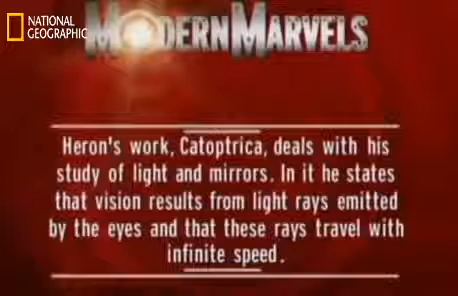 NATIONAL
GEOGRAPHIC
MODERN MARVELS
Heron's work, Catoptrica, deals with his
study of light and mirrors. In it he states
that vision results from light rays emitted
by the eyes and that these rays travel with
infinite speed.